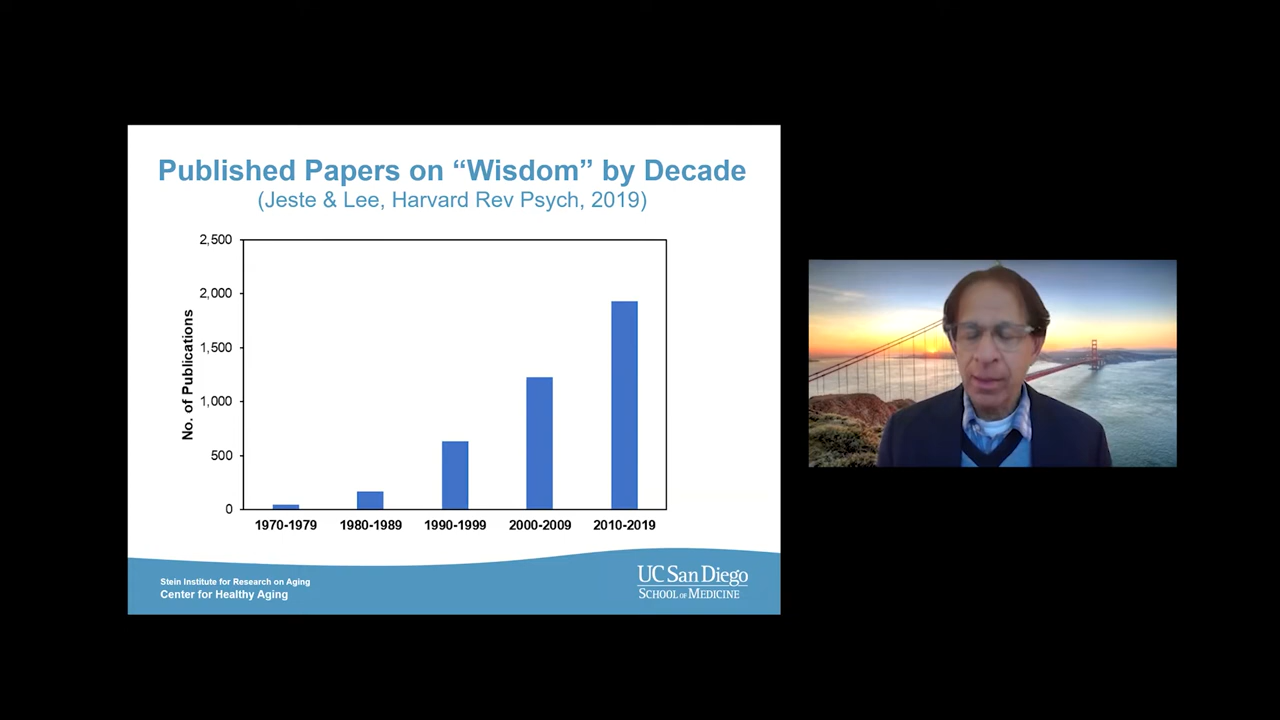 Published Papers on “Wisdom” by Decade
(Jeste & Lee, Harvard Rev Psych, 2019)
2,500
2,000
1,500
1,000
500
0
No. of Publications
1970-1979 1980-1989 1990-1999 2000-2009 2010-2019
Stein Institute for Research on Aging
Center for Healthy Aging
UC San Diego
SCHOOL OF MEDICINE